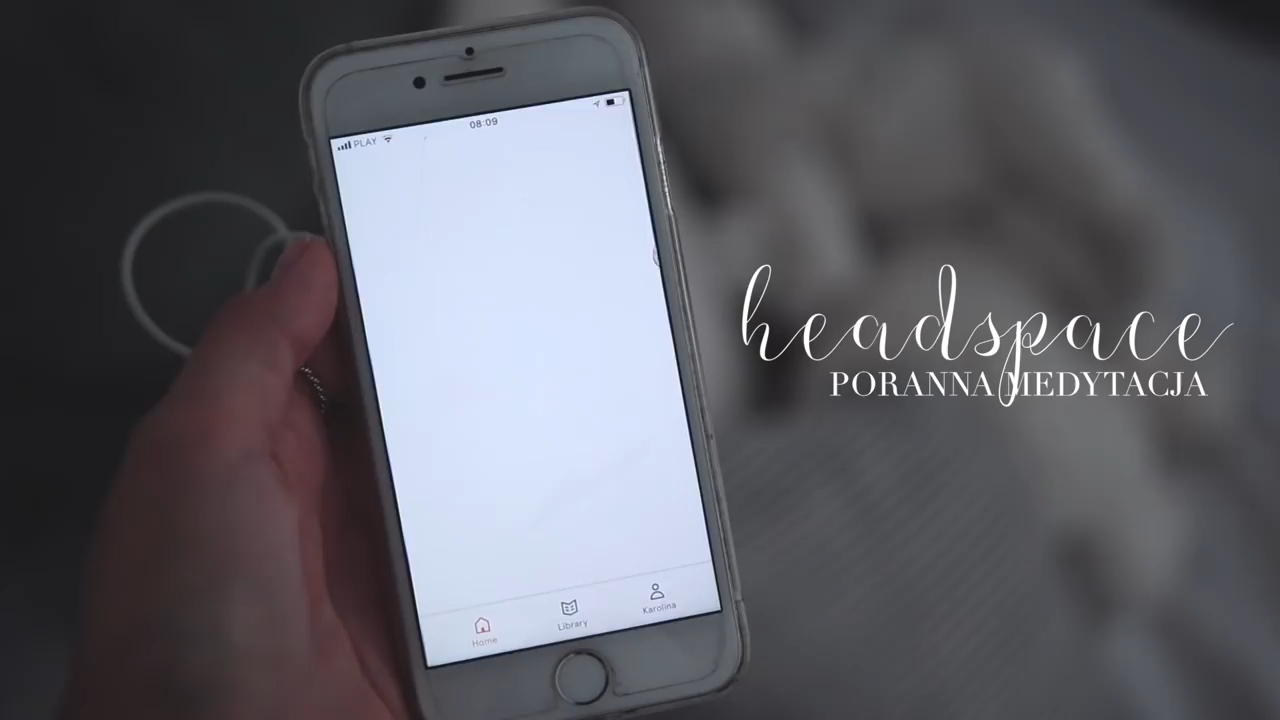 08:09
PLAY
headspace
PORANNA MEDYTACJA
Home
Library
Karolina